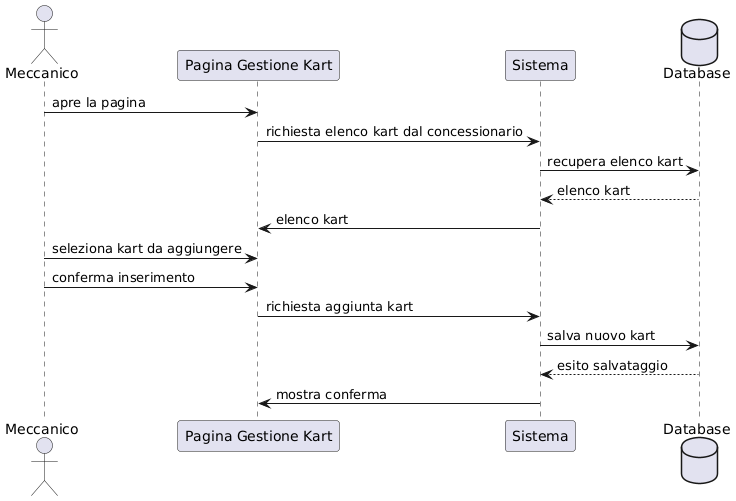 Meccanico
Pagina Gestione Kart
Sistema
Database
apre la pagina
richiesta elenco kart dal concessionario
recupera elenco kart
elenco kart
elenco kart
seleziona kart da aggiungere
conferma inserimento
richiesta aggiunta kart
salva nuovo kart
esito salvataggio
mostra conferma
Meccanico
Pagina Gestione Kart
Sistema
Database